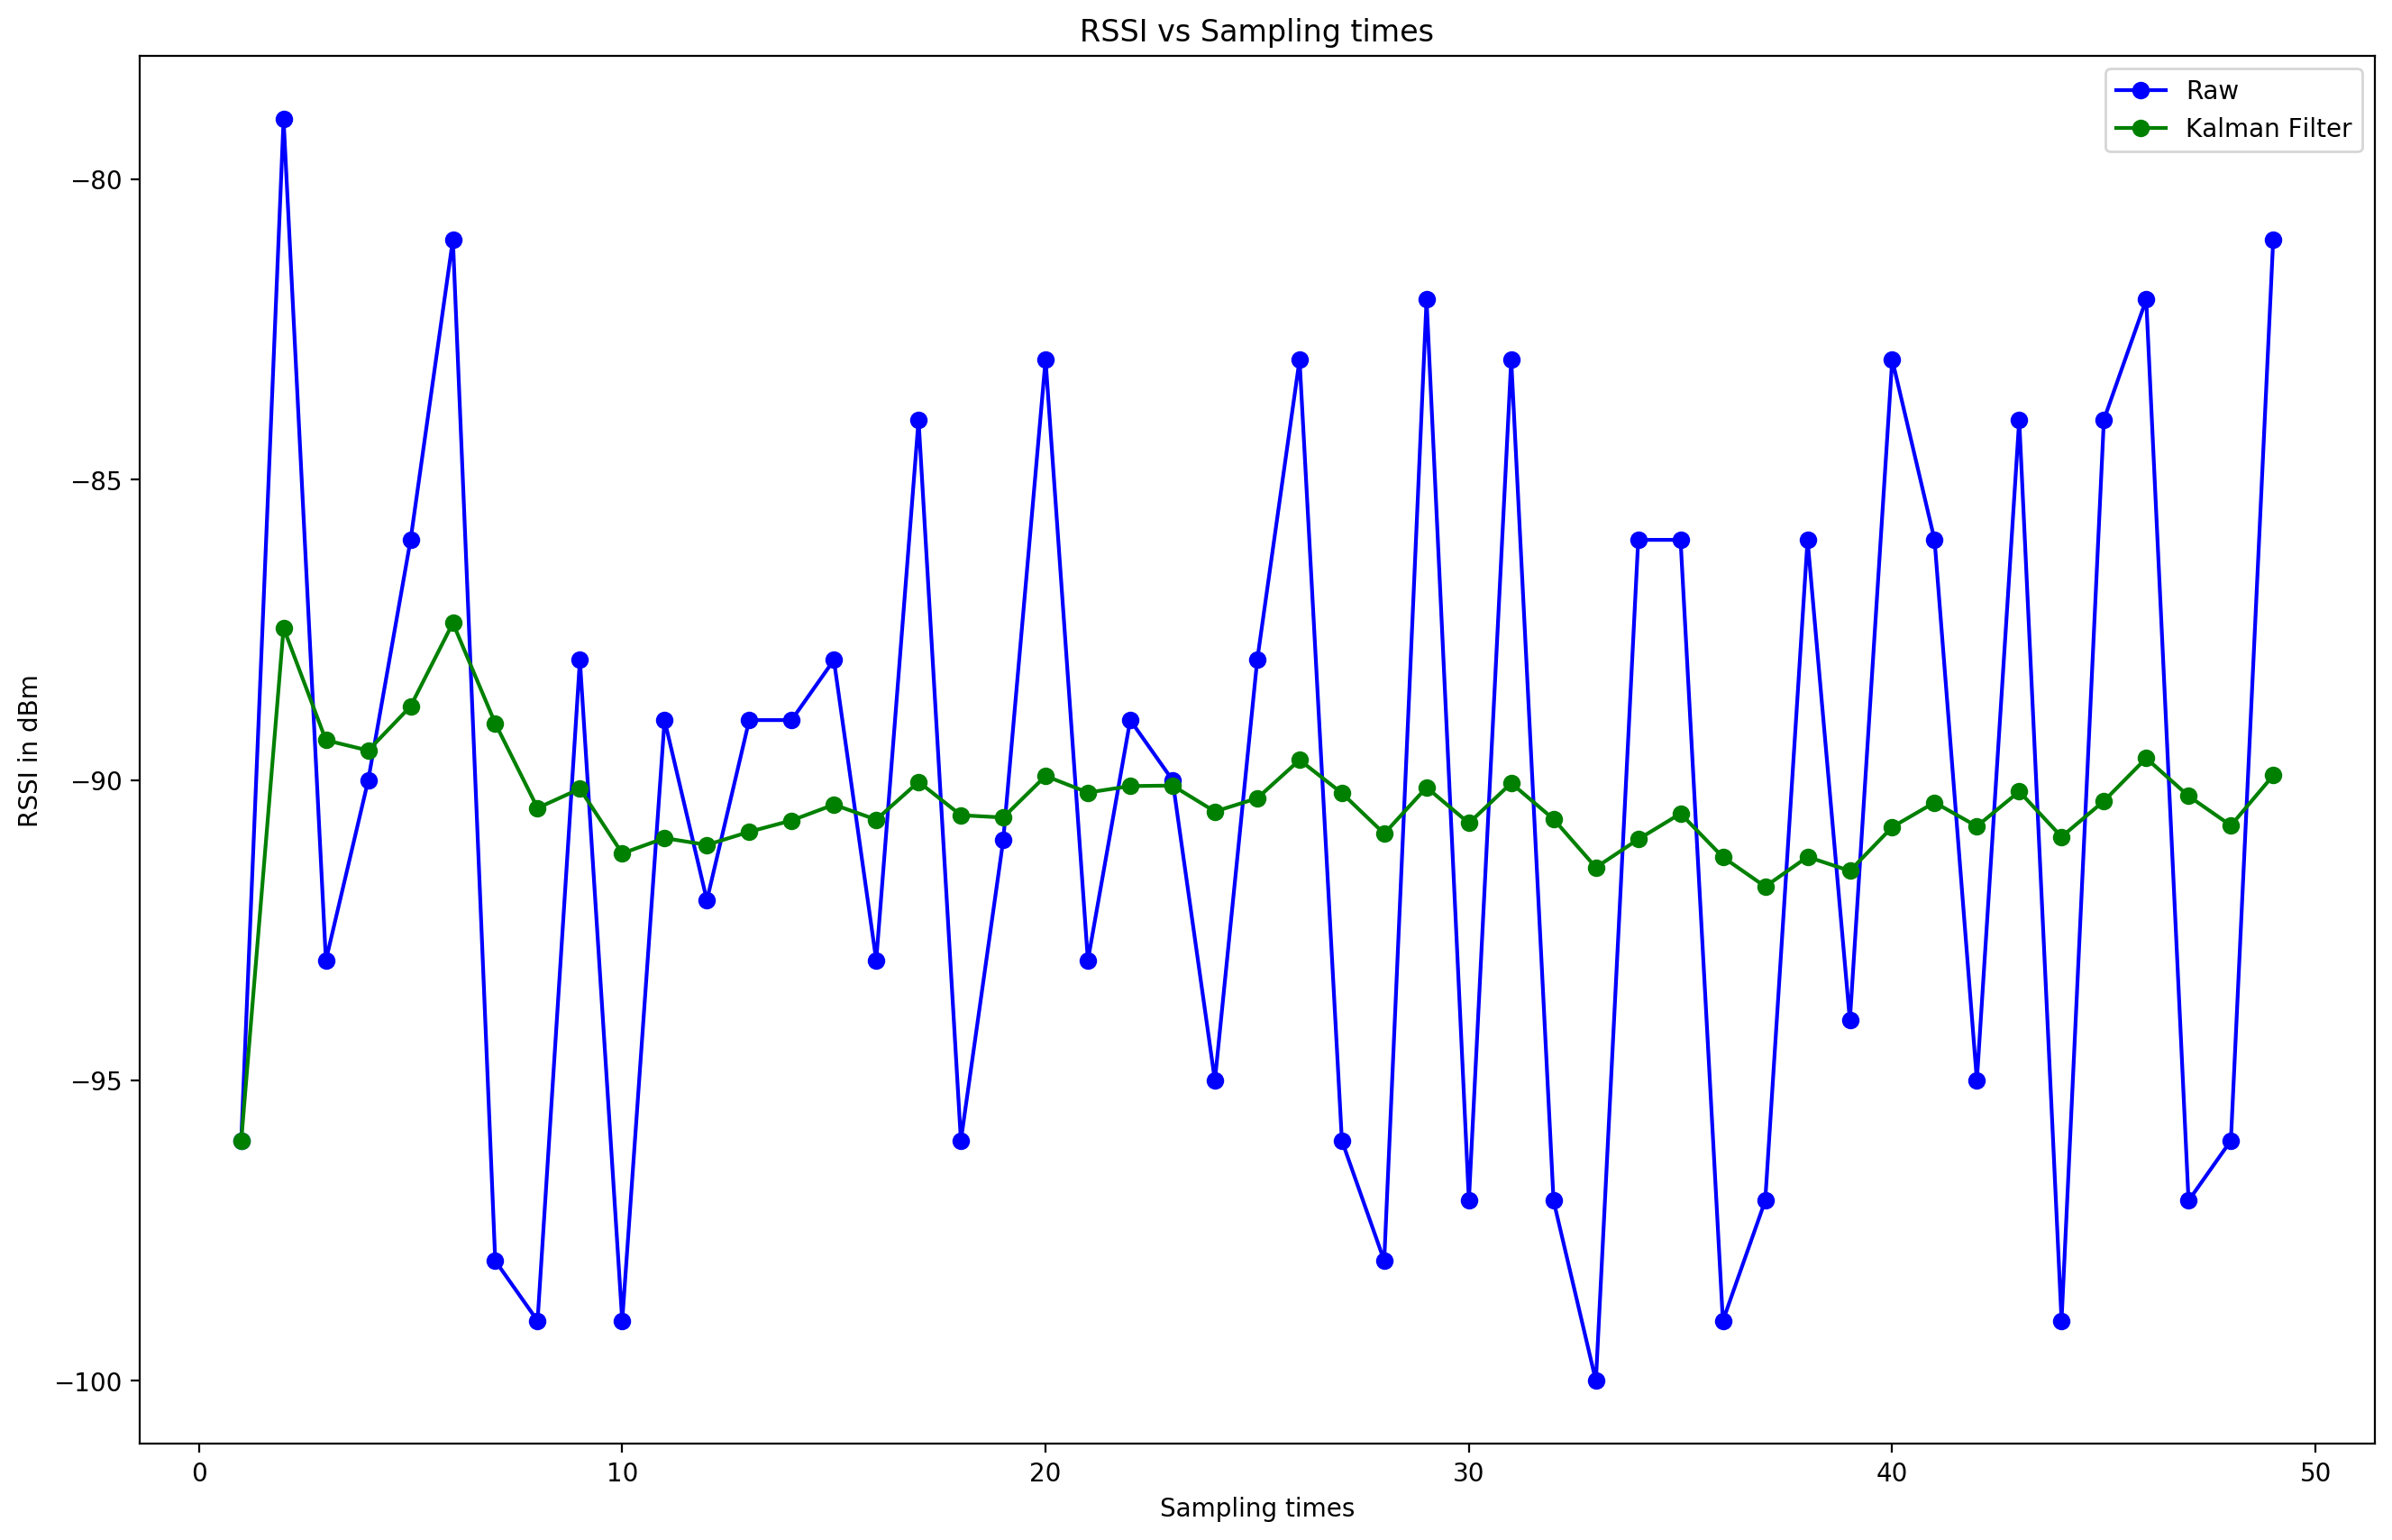 RSSI vs Sampling times
Raw
Kalman Filter
−80
−85
−90
−95
−100
RSSI in dBm
0 10 20 30 40 50
Sampling times